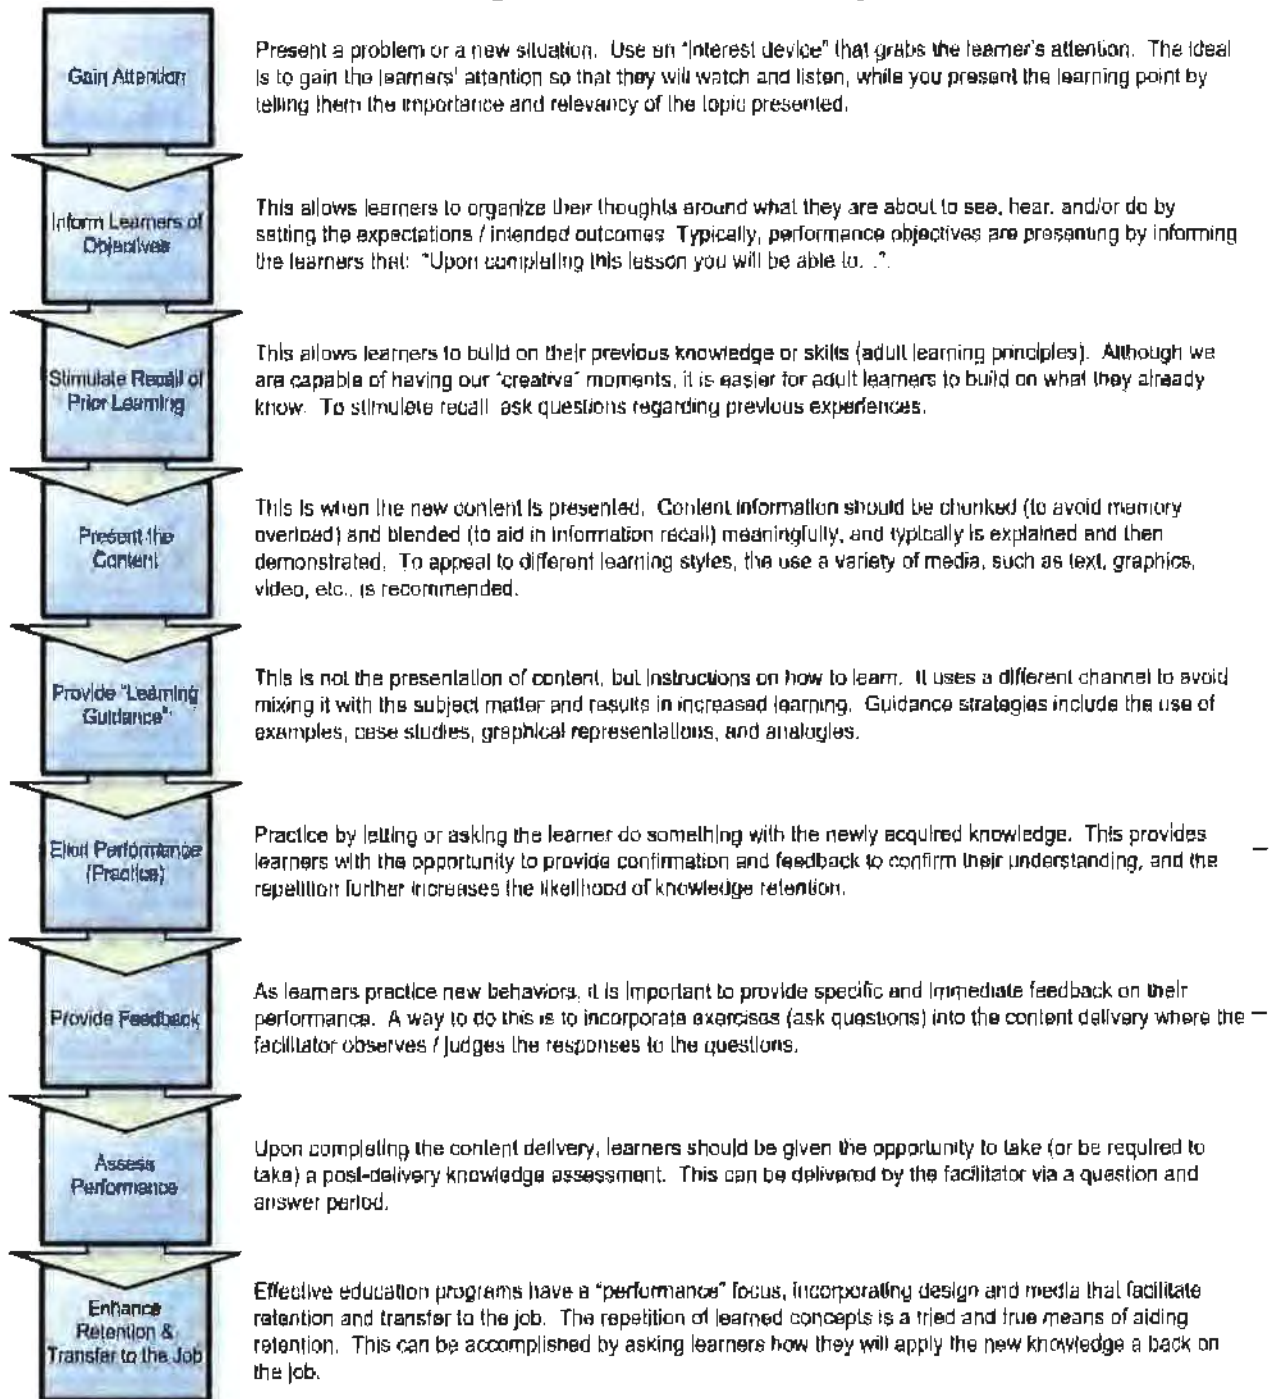 Gain Attention
Present a problem or a new situation. Use an "interest device" that grabs the learner's attention. The ideal
is to gain the learners' attention so that they will watch and listen, while you present the learning point by
telling them the importance and relevancy of the topic presented.
Inform Learners of
Objectives
This allows learners to organize their thoughts around what they are about to see, hear, and/or do by
setting the expectations / intended outcomes. Typically, performance objectives are presenting by informing
the learners that: "Upon completing this lesson you will be able to. .".
Stimulate Recall of
Prior Learning
This allows learners to build on their previous knowledge or skills (adult learning principles). Although we
are capable of having our "creative" moments, it is easier for adult learners to build on what they already
know. To stimulate recall ask questions regarding previous experiences.
Present the
Content
This is when the new content is presented. Content information should be chunked (to avoid memory
overload) and blended (to aid in information recall) meaningfully, and typically is explained and then
demonstrated. To appeal to different learning styles, the use a variety of media, such as text, graphics,
video, etc., is recommended.
Provide "Learning
Guidance":
This is not the presentation of content, but instructions on how to learn. It uses a different channel to avoid
mixing it with the subject matter and results in increased learning. Guidance strategies include the use of
examples, case studies, graphical representations, and analogies.
Elicit Performance
(Practice)
Practice by letting or asking the learner do something with the newly acquired knowledge. This provides
learners with the opportunity to provide confirmation and feedback to confirm their understanding, and the
repetition further increases the likelihood of knowledge retention.
Provide Feedback
As learners practice new behaviors, it is important to provide specific and immediate feedback on their
performance. A way to do this is to incorporate exercises (ask questions) into the content delivery where the
facilitator observes / judges the responses to the questions.
Assess
Performance
Upon completing the content delivery, learners should be given the opportunity to take (or be required to
take) a post-delivery knowledge assessment. This can be delivered by the facilitator via a question and
answer period.
Enhance
Retention &
Transfer to the Job
Effective education programs have a "performance" focus, incorporating design and media that facilitate
retention and transfer to the job. The repetition of learned concepts is a tried and true means of aiding
retention. This can be accomplished by asking learners how they will apply the new knowledge a back on
the job.